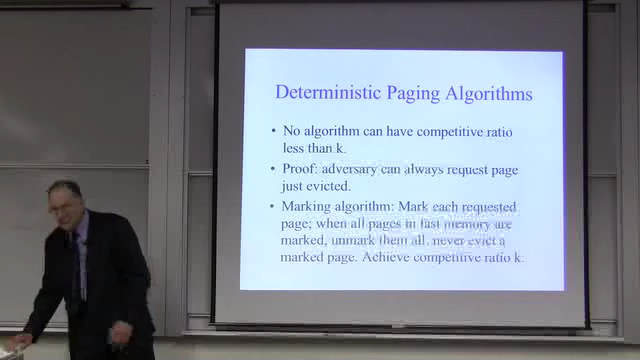 Deterministic Paging Algorithms
• No algorithm can have competitive ratio
less than k.
• Proof: adversary can always request page
just evicted.
• Marking algorithm: Mark each requested
page; when all pages in fast memory are
marked, unmark them all, never evict a
marked page. Achieve competitive ratio k.